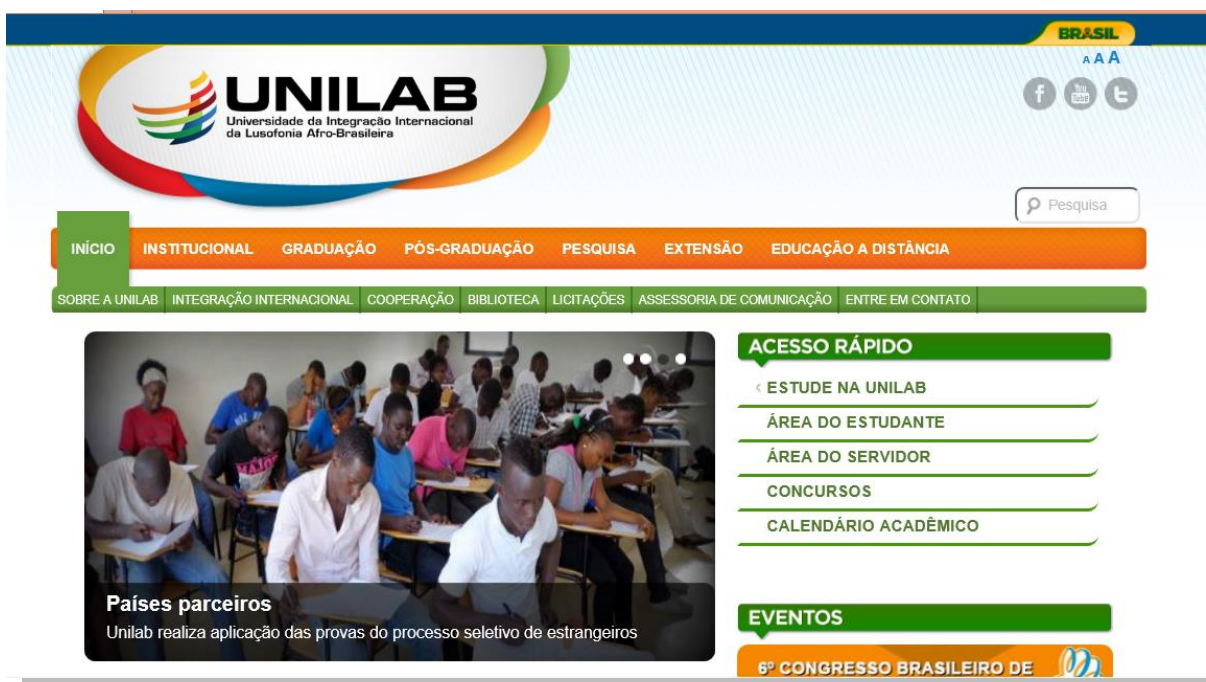 BRASIL
A A A
UNILAB
Universidade da Integração Internacional
da Lusofonia Afro-Brasileira
f You Tube t
Pesquisa
INÍCIO INSTITUCIONAL GRADUAÇÃO PÓS-GRADUAÇÃO PESQUISA EXTENSÃO EDUCAÇÃO A DISTÂNCIA
SOBRE A UNILAB INTEGRAÇÃO INTERNACIONAL COOPERAÇÃO BIBLIOTECA LICITAÇÕES ASSESSORIA DE COMUNICAÇÃO ENTRE EM CONTATO
ACESSO RÁPIDO
ESTUDE NA UNILAB
ÁREA DO ESTUDANTE
ÁREA DO SERVIDOR
CONCURSOS
CALENDÁRIO ACADÊMICO
Países parceiros
Unilab realiza aplicação das provas do processo seletivo de estrangeiros
EVENTOS
6º CONGRESSO BRASILEIRO DE